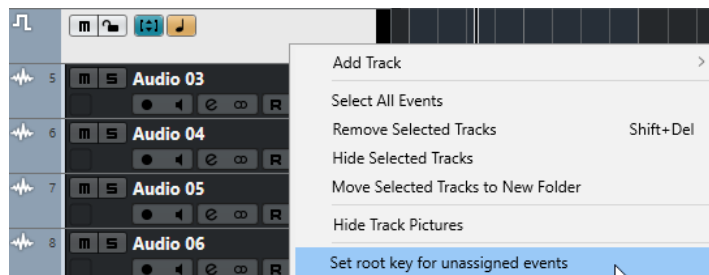 m
Add Track >
5 m S Audio 03
e R
Select All Events
6 m S Audio 04
e R
Remove Selected Tracks Shift+Del
Hide Selected Tracks
7 m S Audio 05
e R
Move Selected Tracks to New Folder
Hide Track Pictures
8 m S Audio 06
e R
Set root key for unassigned events